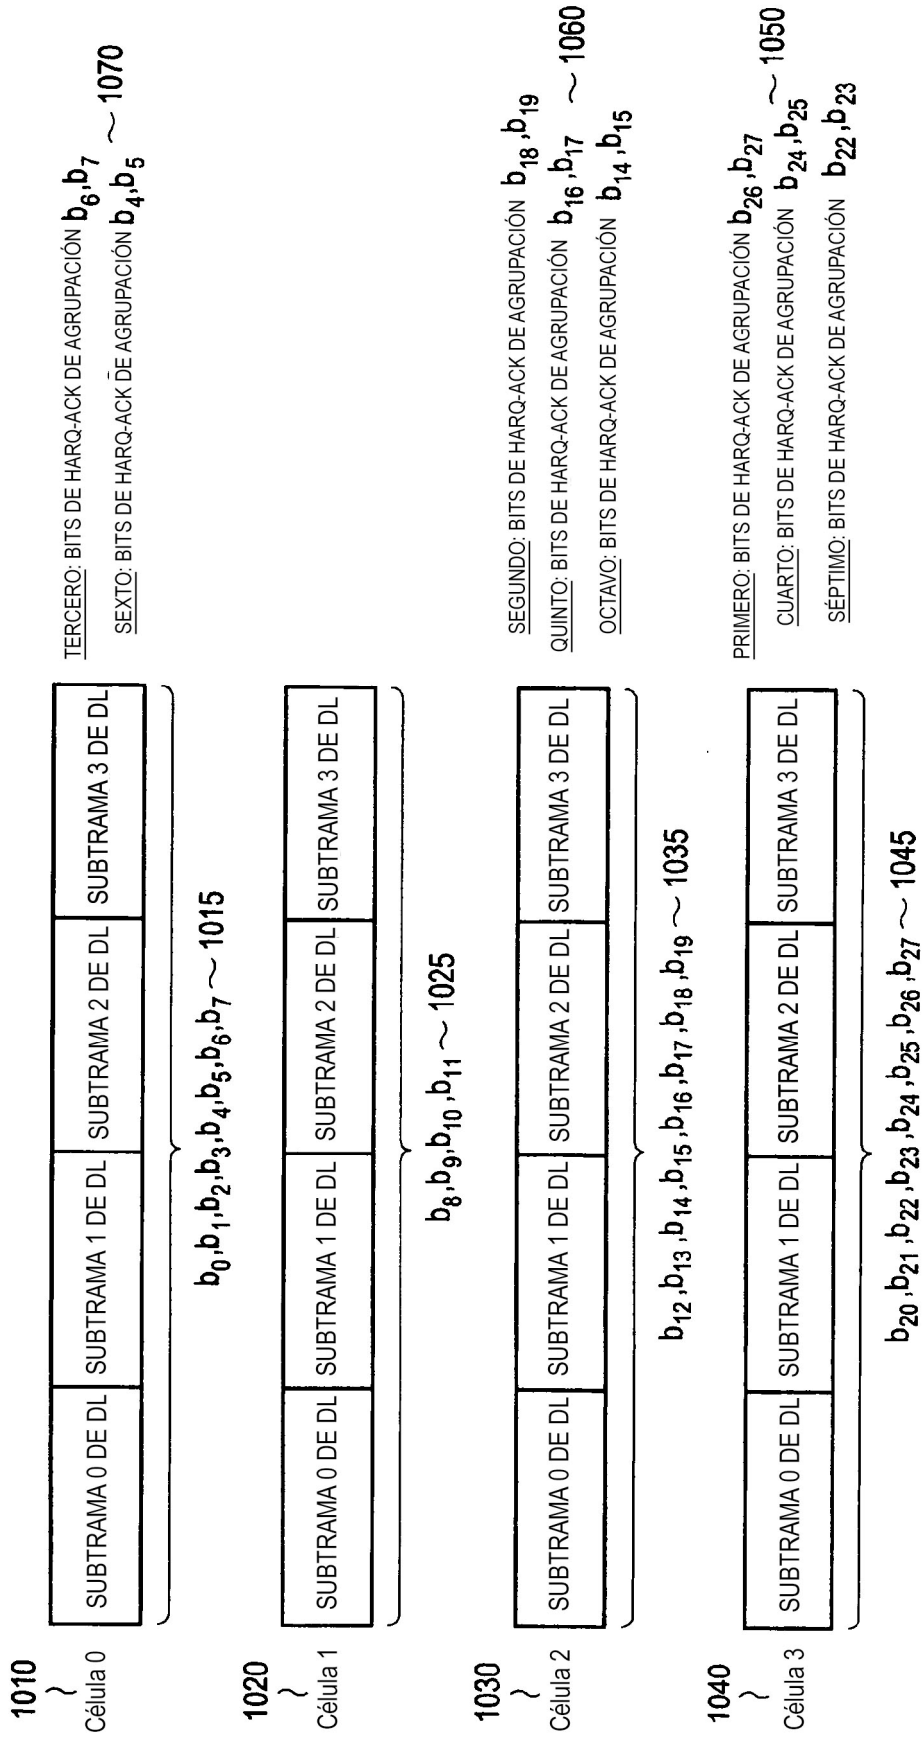 1010
Célula 0
SUBTRAMA 0 DE DL
SUBTRAMA 1 DE DL
SUBTRAMA 2 DE DL
SUBTRAMA 3 DE DL
TERCERO: BITS DE HARQ-ACK DE AGRUPACIÓN b6,b7
SEXTO: BITS DE HARQ-ACK DE AGRUPACIÓN b4,b5
~ 1070
b0,b1,b2,b3,b4,b5,b6,b7 ~ 1015
1020
Célula 1
SUBTRAMA 0 DE DL
SUBTRAMA 1 DE DL
SUBTRAMA 2 DE DL
SUBTRAMA 3 DE DL
b8,b9,b10,b11 ~ 1025
1030
Célula 2
SUBTRAMA 0 DE DL
SUBTRAMA 1 DE DL
SUBTRAMA 2 DE DL
SUBTRAMA 3 DE DL
SEGUNDO: BITS DE HARQ-ACK DE AGRUPACIÓN b18,b19
QUINTO: BITS DE HARQ-ACK DE AGRUPACIÓN b16,b17 ~ 1060
OCTAVO: BITS DE HARQ-ACK DE AGRUPACIÓN b14,b15
b12,b13,b14,b15,b16,b17,b18,b19 ~ 1035
1040
Célula 3
SUBTRAMA 0 DE DL
SUBTRAMA 1 DE DL
SUBTRAMA 2 DE DL
SUBTRAMA 3 DE DL
PRIMERO: BITS DE HARQ-ACK DE AGRUPACIÓN b26,b27
CUARTO: BITS DE HARQ-ACK DE AGRUPACIÓN b24,b25 ~ 1050
SÉPTIMO: BITS DE HARQ-ACK DE AGRUPACIÓN b22,b23
b20,b21,b22,b23,b24,b25,b26,b27 ~ 1045